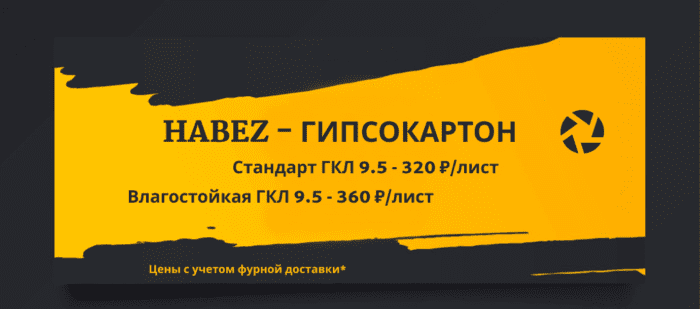 HABEZ – ГИПСОКАРТОН
Стандарт ГКЛ 9.5 - 320 ₽/лист
Влагостойкая ГКЛ 9.5 - 360 ₽/лист
Цены с учетом фурной доставки*